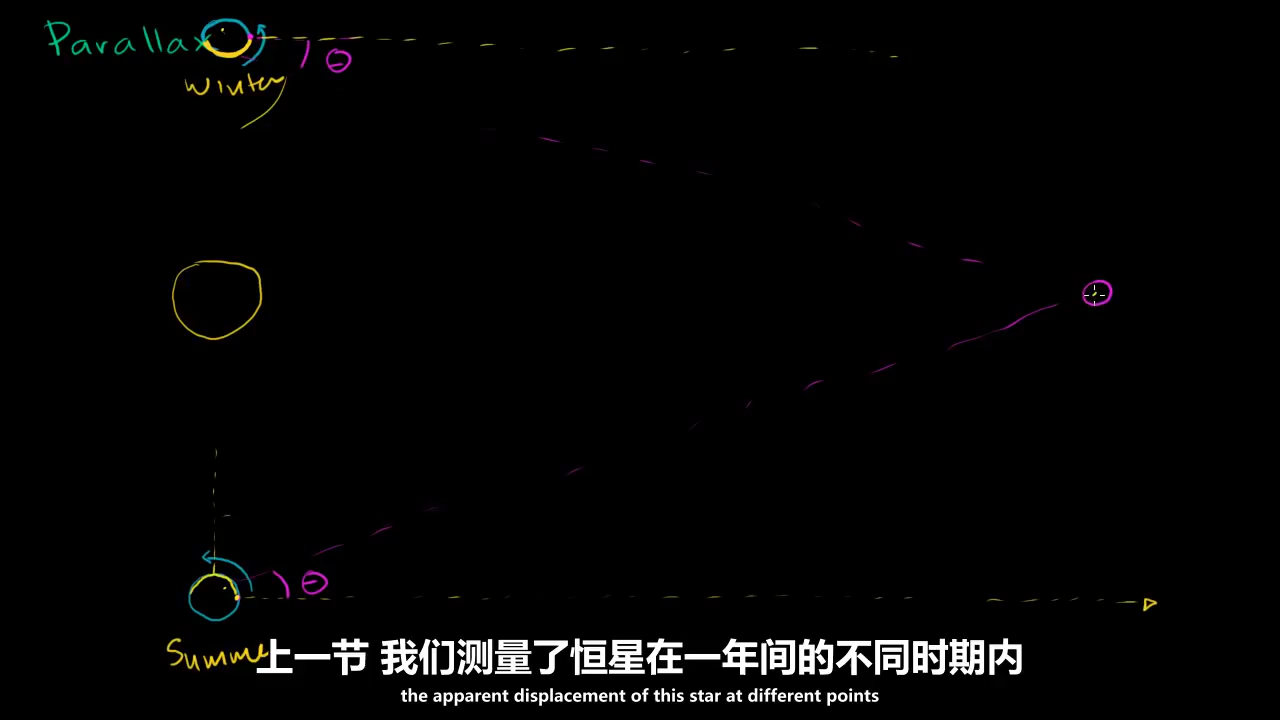 Parallax
θ
Winter
θ
Summe
上一节 我们测量了恒星在一年间的不同时期内
the apparent displacement of this star at different points